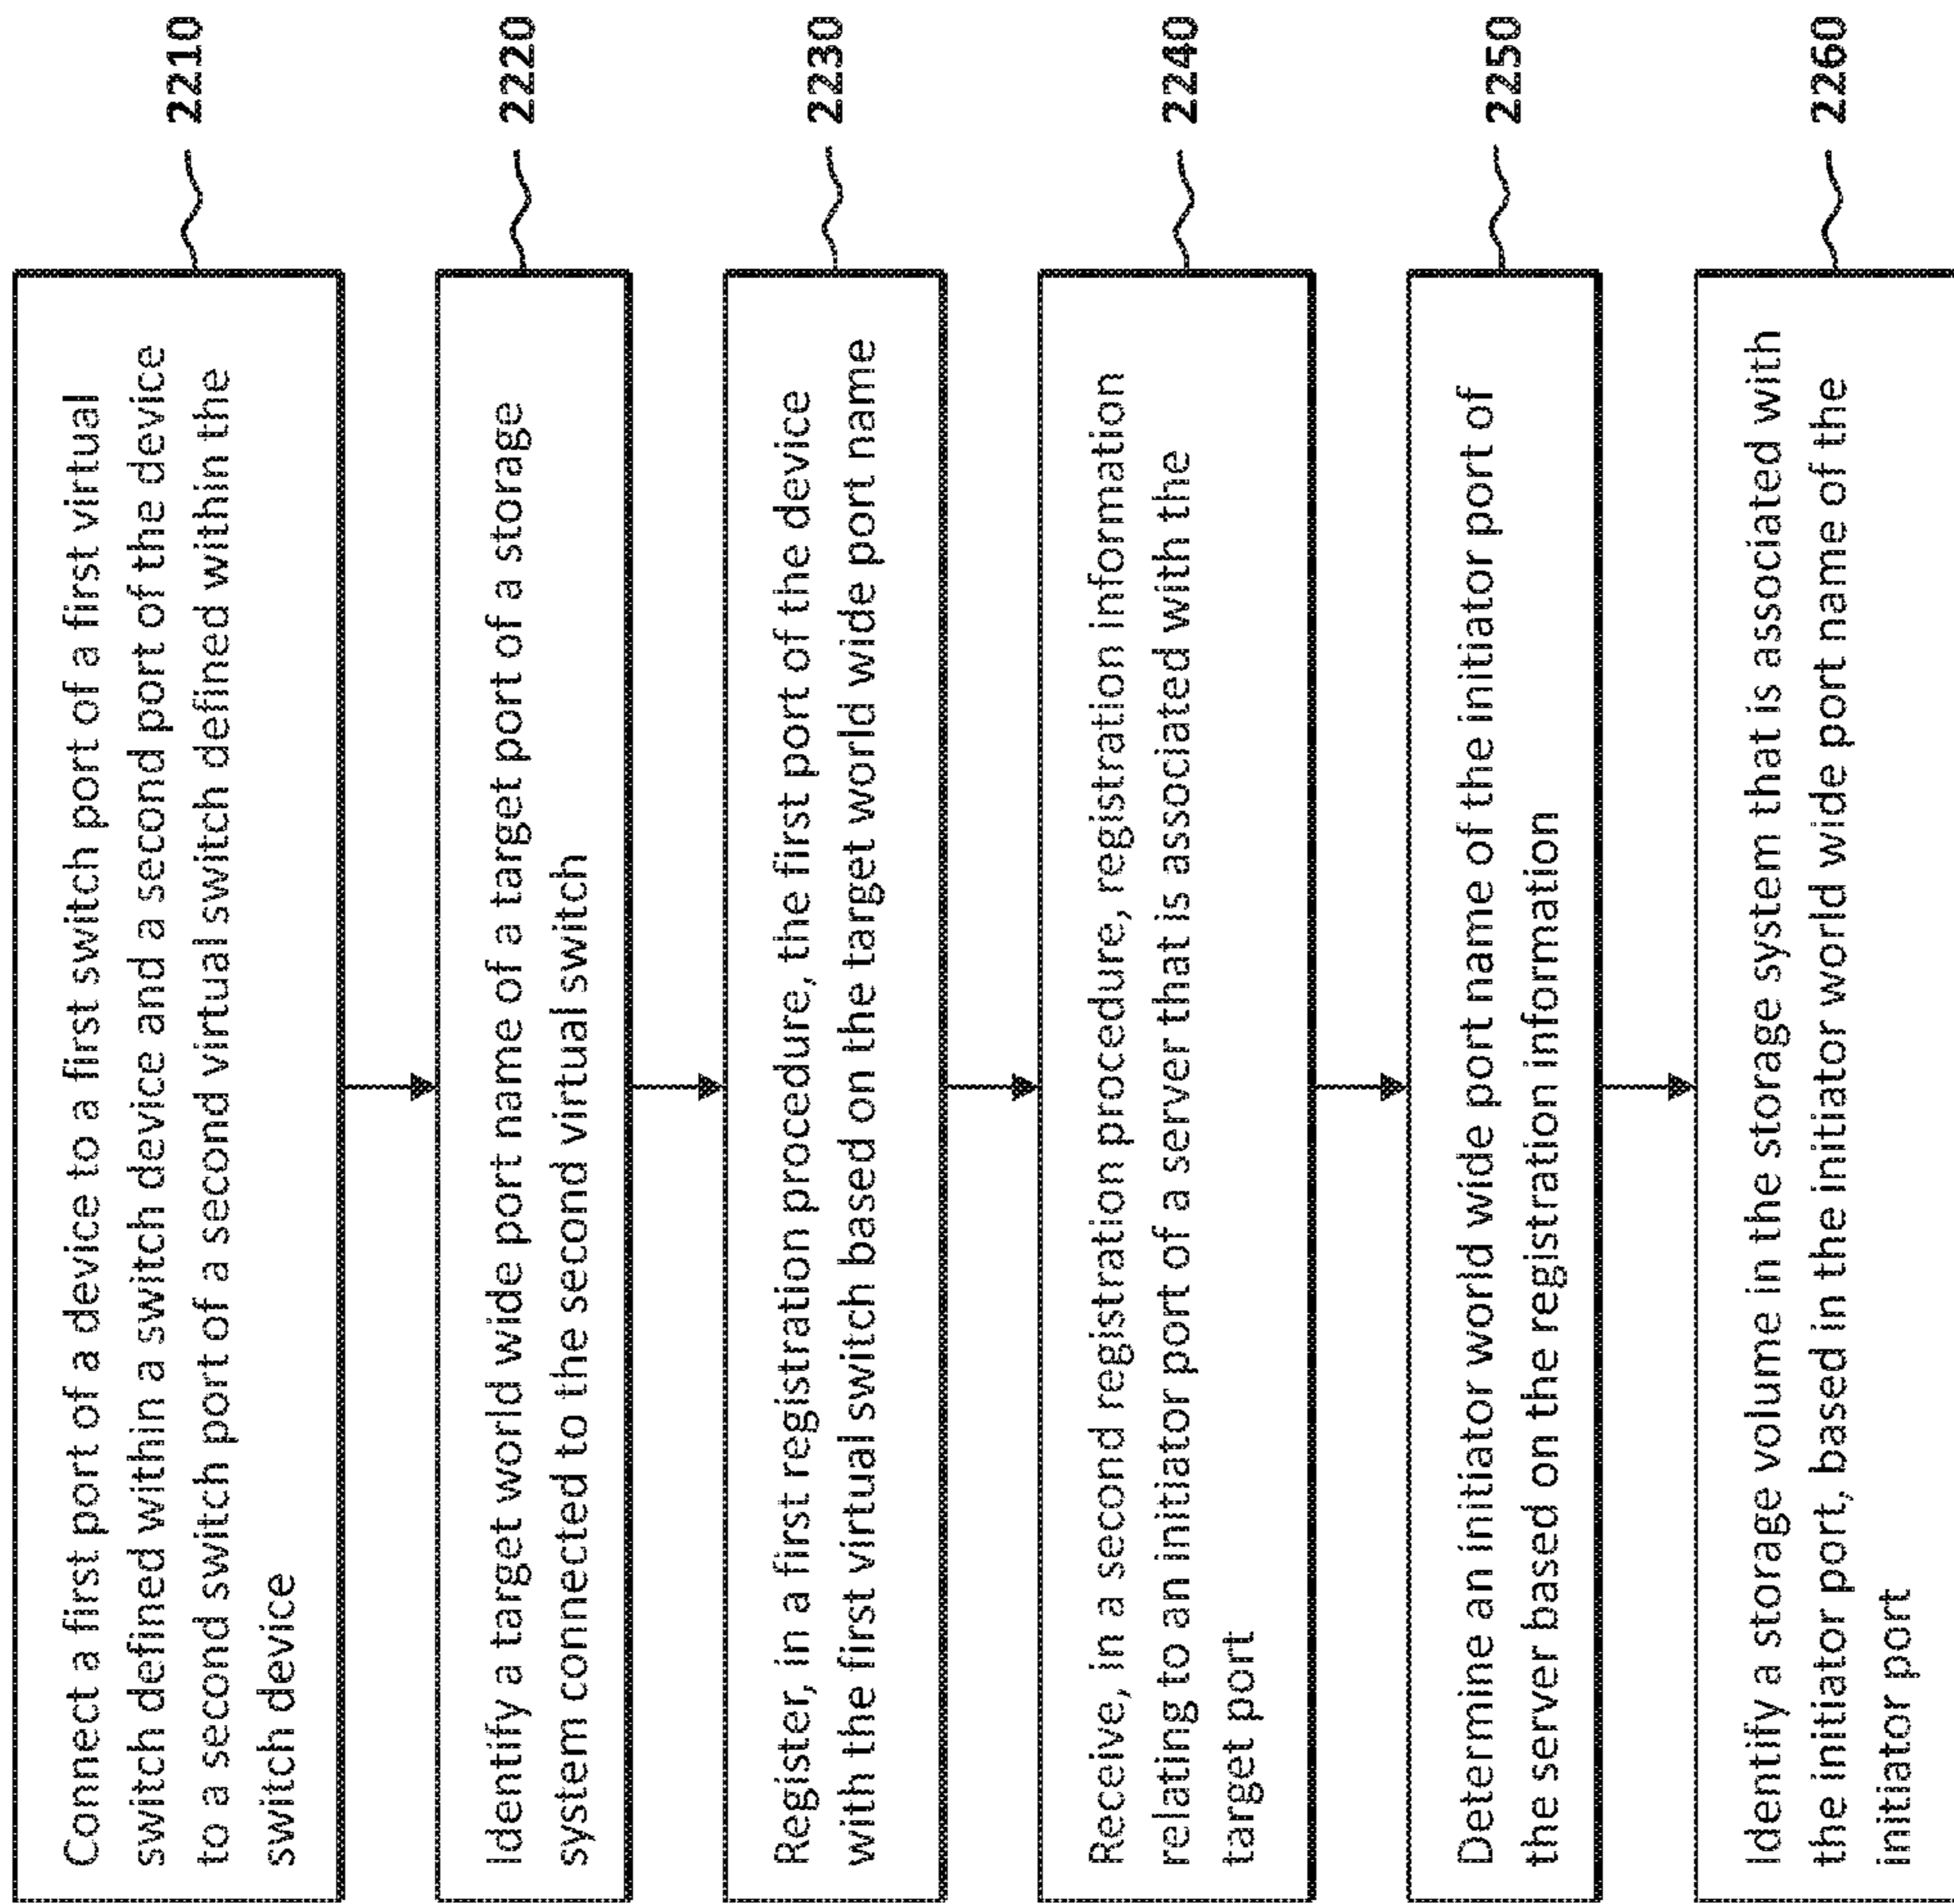 Connect a first port of a device to a first switch port of a first virtual
switch defined within a switch device and a second port of the device
to a second switch port of a second virtual switch defined within the
switch device
2210
Identify a target world wide port name of a target port of a storage
system connected to the second virtual switch
2220
Register, in a first registration procedure, the first port of the device
with the first virtual switch based on the target world wide port name
2230
Receive, in a second registration procedure, registration information
relating to an initiator port of a server that is associated with the
target port
2240
Determine an initiator world wide port name of the initiator port of
the server based on the registration information
2250
Identify a storage volume in the storage system that is associated with
the initiator port, based in the initiator world wide port name of the
initiator port
2260